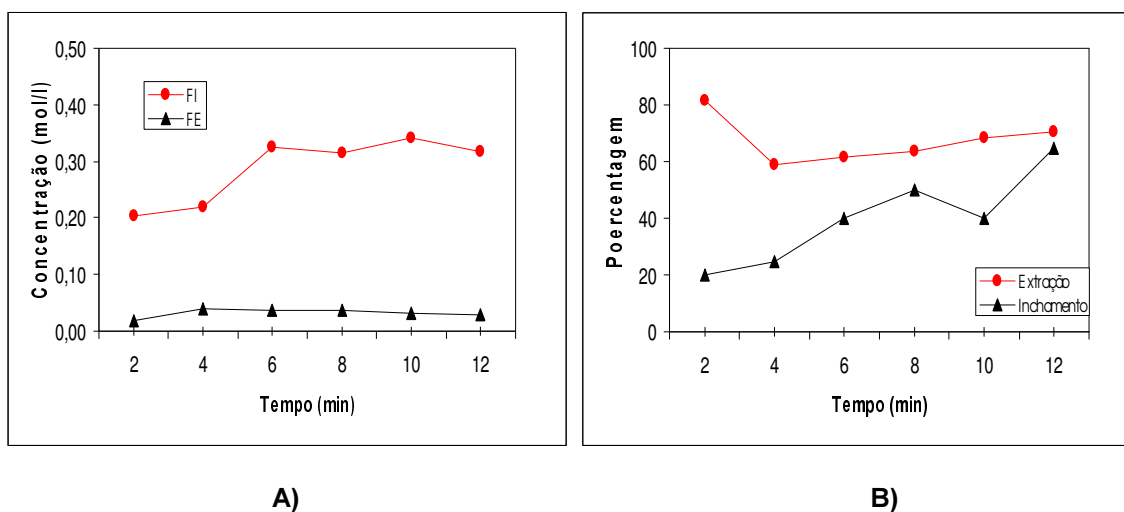 0,50
0,40
0,30
0,20
0,10
0,00
Concentração (mol/l)
FI
FE
2 4 6 8 10 12
Tempo (min)
A)
100
80
60
40
20
0
Poercentagem
Extração
Inchamento
2 4 6 8 10 12
Tempo (min)
B)